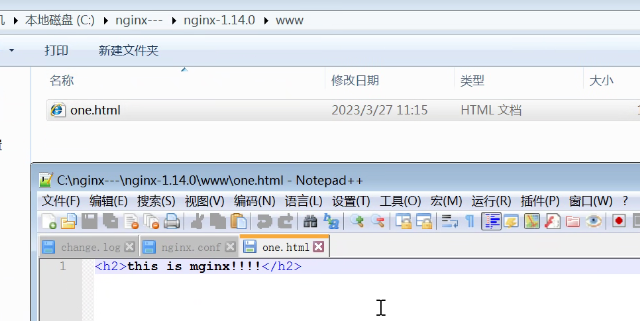 机 ▸ 本地磁盘 (C:) ▸ nginx--- ▸ nginx-1.14.0 ▸ www
打印 新建文件夹
名称 修改日期 类型 大小
one.html 2023/3/27 11:15 HTML 文档
C:\nginx---\nginx-1.14.0\www\one.html - Notepad++
文件(F) 编辑(E) 搜索(S) 视图(V) 编码(N) 语言(L) 设置(T) 工具(O) 宏(M) 运行(R) 插件(P) 窗口(W) ?
change.log nginx.conf one.html
1 <h2>this is mginx!!!!</h2>